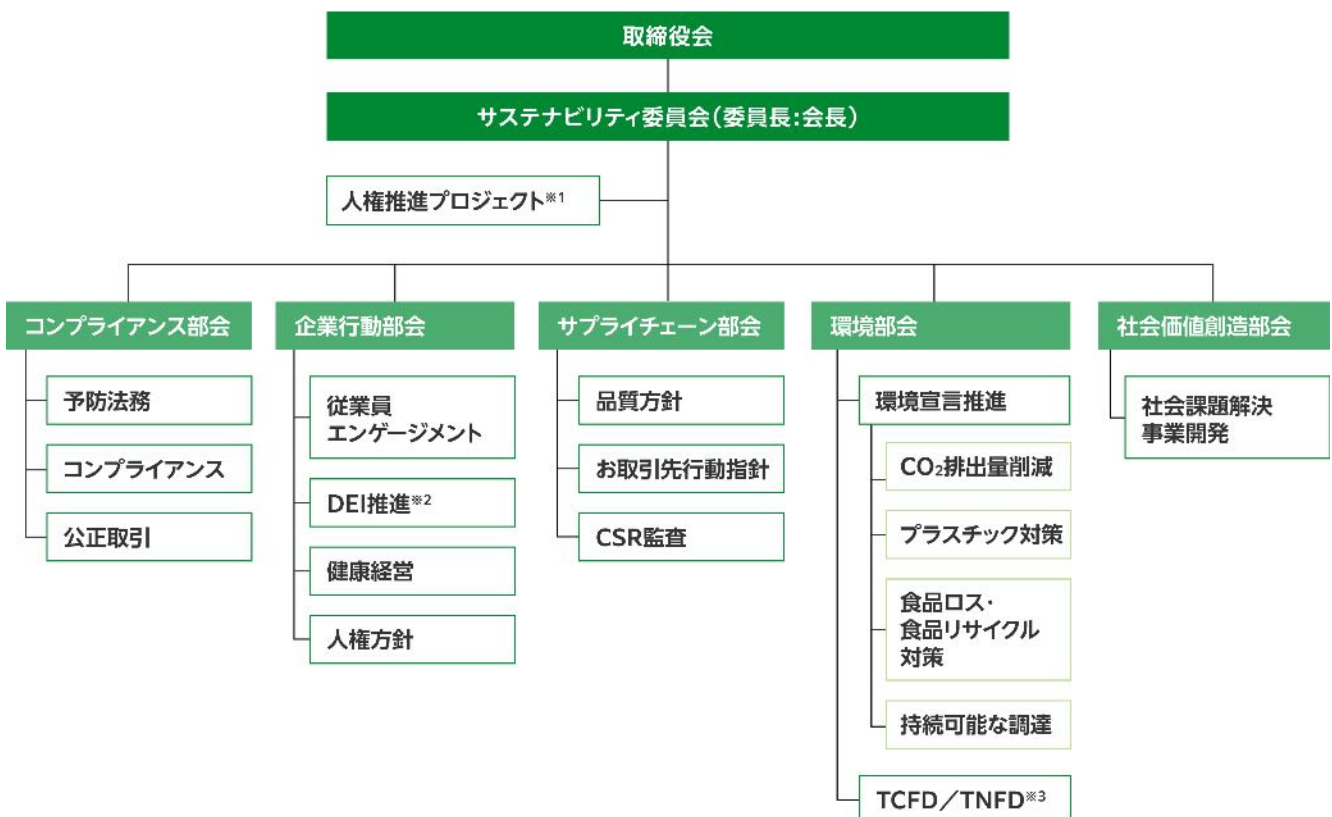 取締役会
サステナビリティ委員会(委員長:会長)
人権推進プロジェクト※1
コンプライアンス部会
予防法務
コンプライアンス
公正取引
企業行動部会
従業員
エンゲージメント
DEI推進※2
健康経営
人権方針
サプライチェーン部会
品質方針
お取引先行動指針
CSR監査
環境部会
環境宣言推進
CO₂排出量削減
プラスチック対策
食品ロス・
食品リサイクル
対策
持続可能な調達
TCFD/TNFD※3
社会価値創造部会
社会課題解決
事業開発